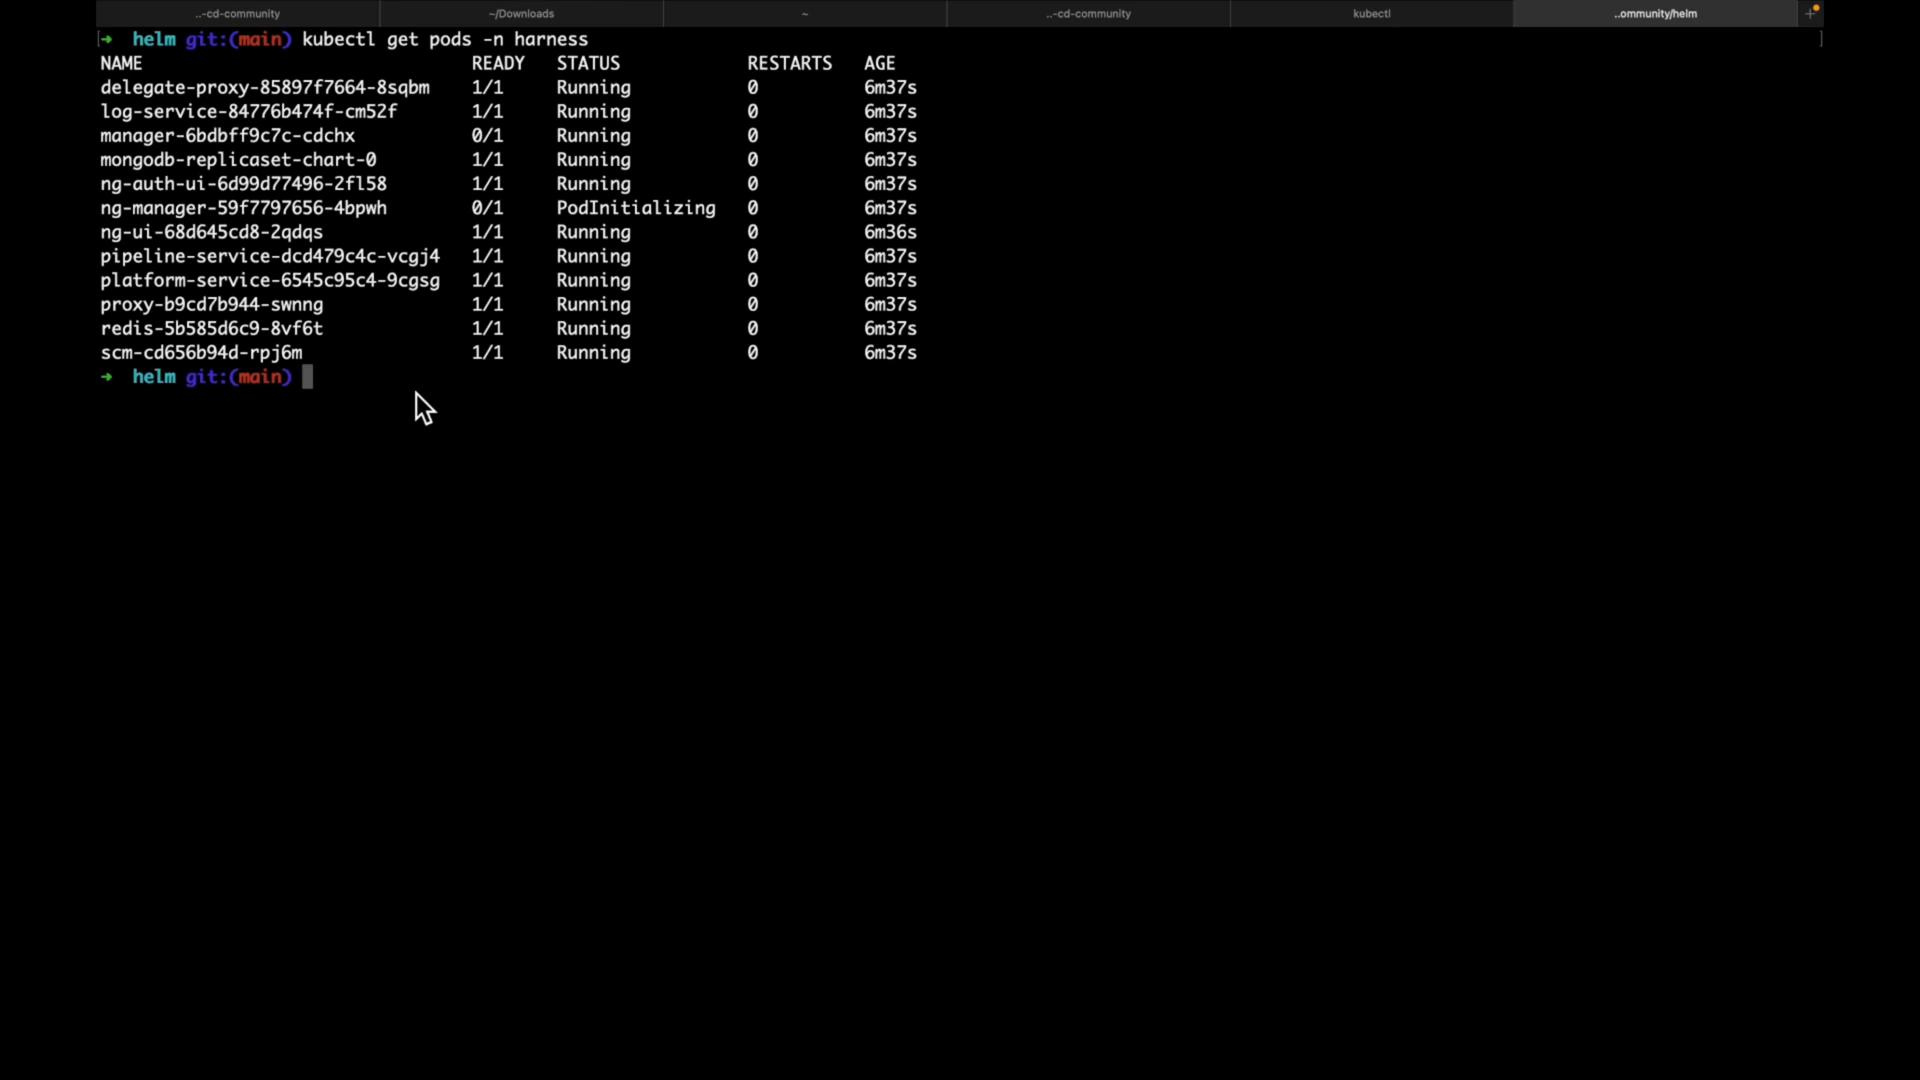 ..-cd-community ~/Downloads ~ ..-cd-community kubectl ..ommunity/helm +
[➜ helm git:(main) kubectl get pods -n harness ]
NAME READY STATUS RESTARTS AGE
delegate-proxy-85897f7664-8sqbm 1/1 Running 0 6m37s
log-service-84776b474f-cm52f 1/1 Running 0 6m37s
manager-6bdbff9c7c-cdchx 0/1 Running 0 6m37s
mongodb-replicaset-chart-0 1/1 Running 0 6m37s
ng-auth-ui-6d99d77496-2fl58 1/1 Running 0 6m37s
ng-manager-59f7797656-4bpwh 0/1 PodInitializing 0 6m37s
ng-ui-68d645cd8-2qdqs 1/1 Running 0 6m36s
pipeline-service-dcd479c4c-vcgj4 1/1 Running 0 6m37s
platform-service-6545c95c4-9cgsg 1/1 Running 0 6m37s
proxy-b9cd7b944-swnng 1/1 Running 0 6m37s
redis-5b585d6c9-8vf6t 1/1 Running 0 6m37s
scm-cd656b94d-rpj6m 1/1 Running 0 6m37s
➜ helm git:(main)